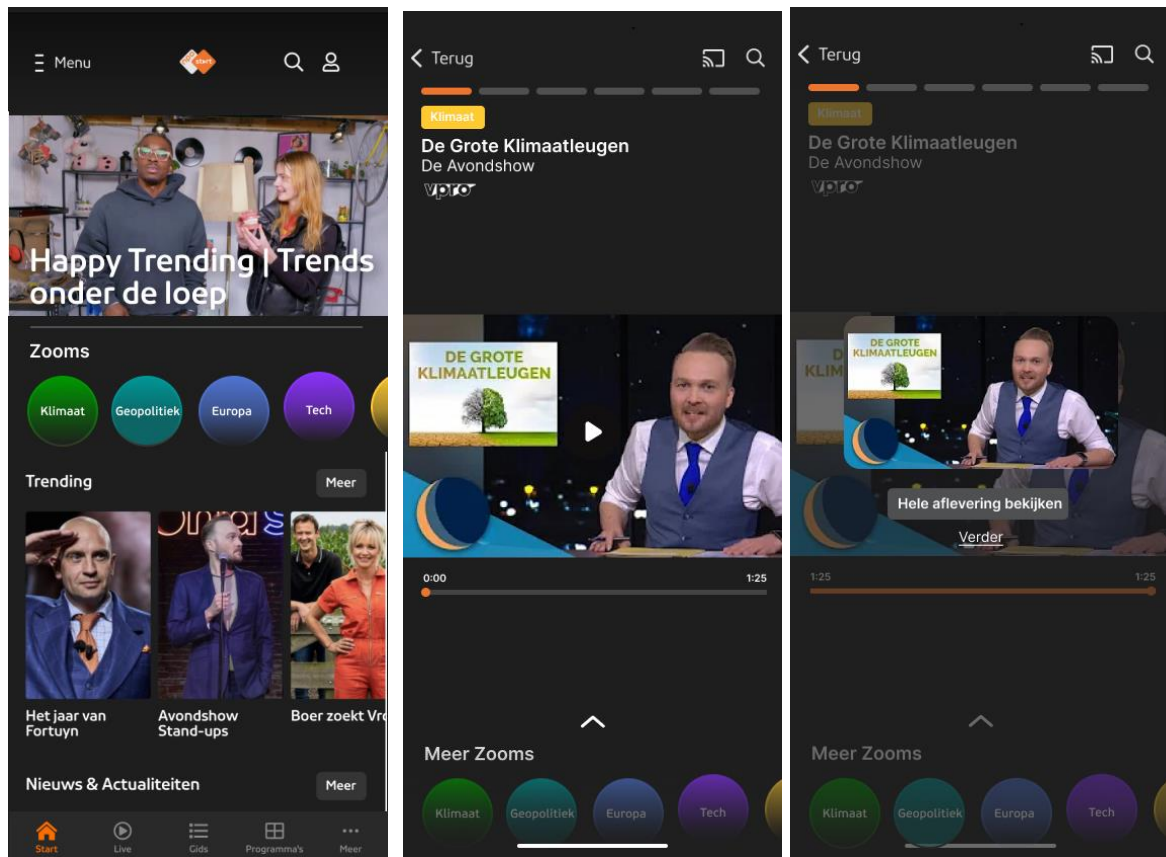 Menu
start
Happy Trending | Trends
onder de loep
Zooms
Klimaat
Geopolitiek
Europa
Tech
Trending
Meer
Het jaar van
Fortuyn
Avondshow
Stand-ups
Boer zoekt Vro
Nieuws & Actualiteiten
Meer
Start
Live
Gids
Programma's
Meer
Terug
Klimaat
De Grote Klimaatleugen
De Avondshow
vpro
DE GROTE
KLIMAATLEUGEN
0:00
1:25
Meer Zooms
Klimaat
Geopolitiek
Europa
Tech
Terug
Klimaat
De Grote Klimaatleugen
De Avondshow
vpro
D
KLIM
DE GROTE
KLIMAATLEUGEN
Hele aflevering bekijken
Verder
1:25
1:25
Meer Zooms
Klimaat
Geopolitiek
Europa
Tech